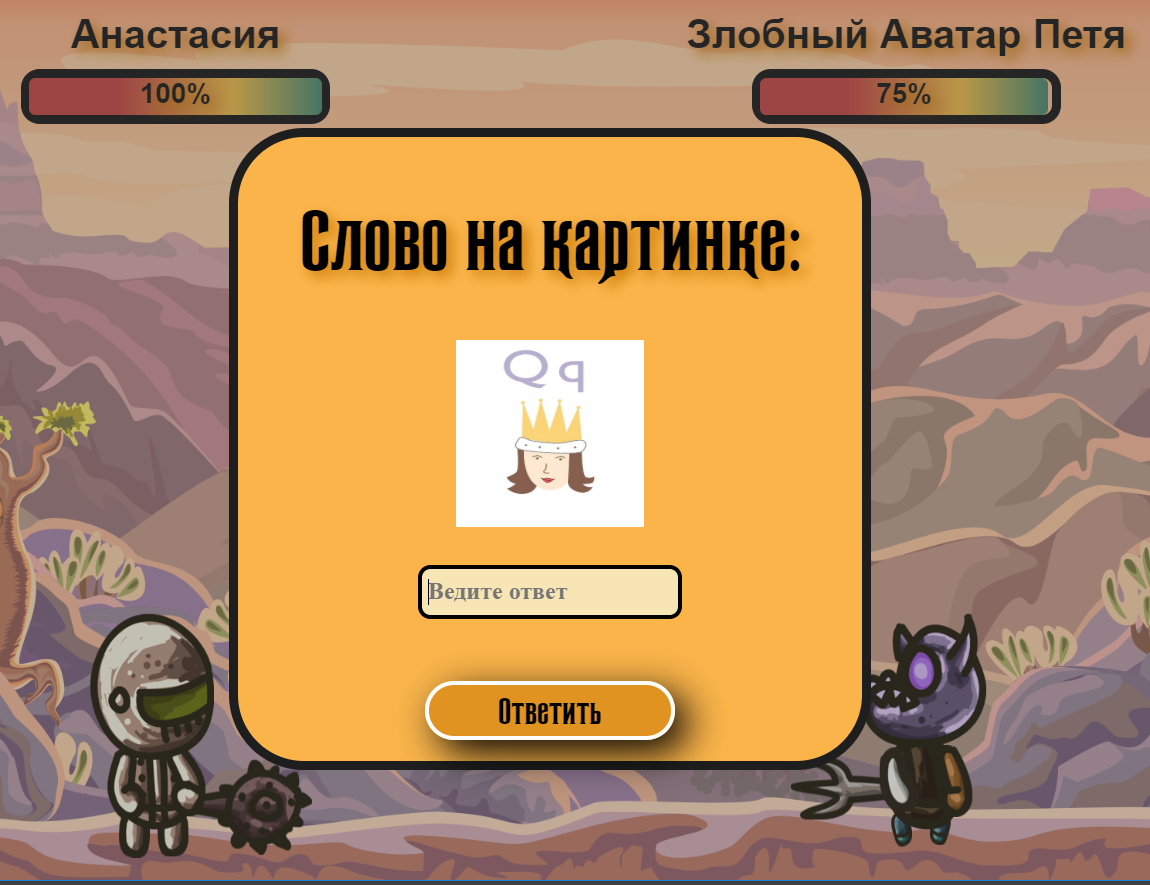 Анастасия
Злобный Аватар Петя
100%
75%
Слово на картинке:
Qq
Ведите ответ
Ответить